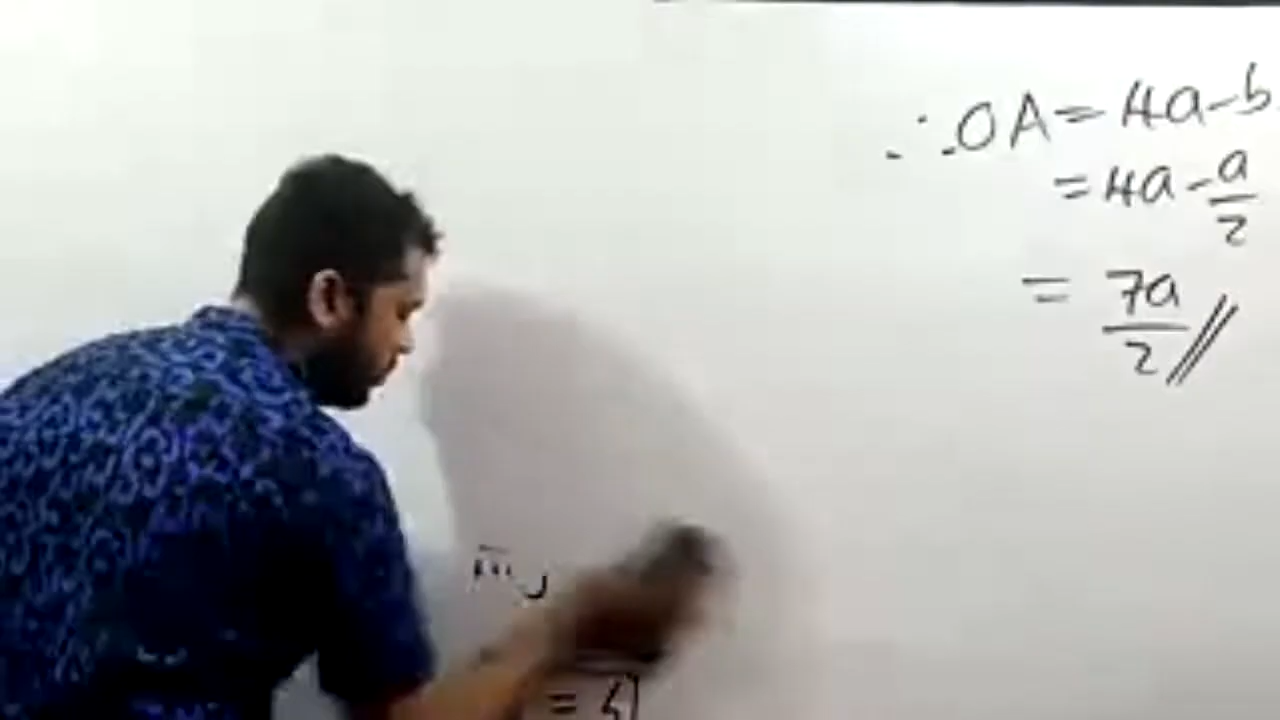 ∴ OA = 4a - b
= 4a - a/2
= 7a/2 //